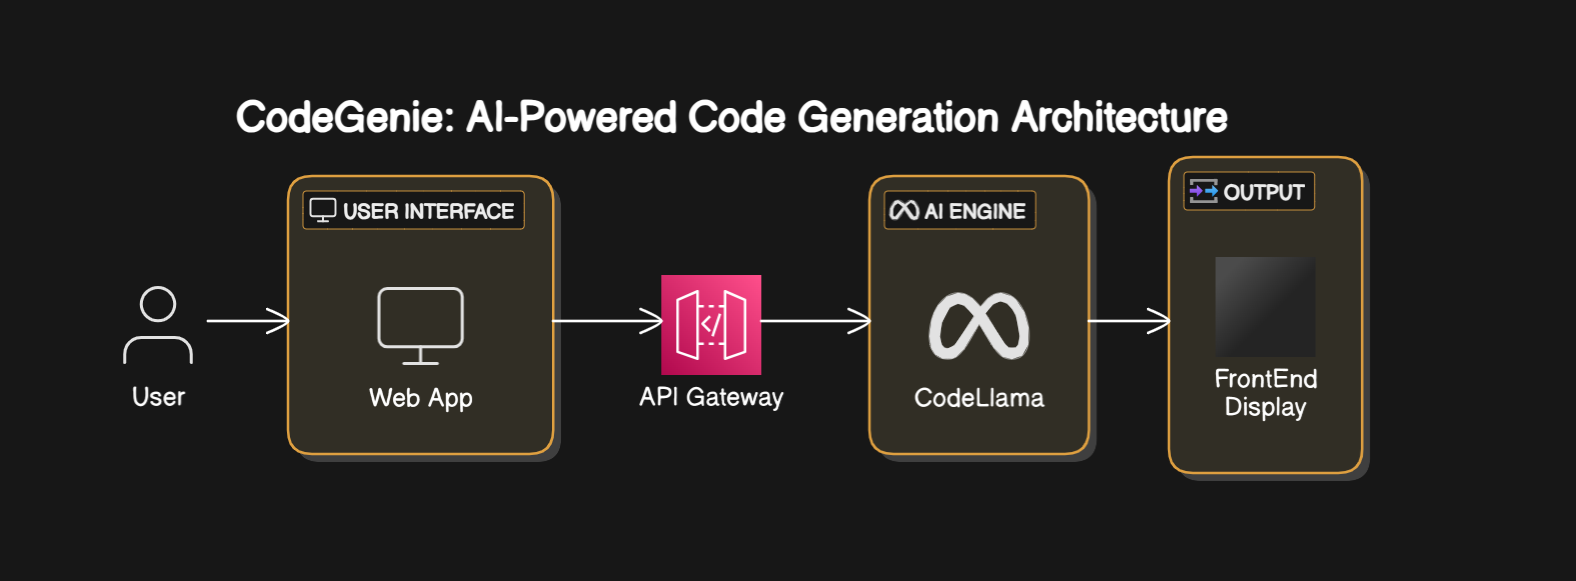 CodeGenie: AI-Powered Code Generation Architecture
USER INTERFACE
AI ENGINE
OUTPUT
User
Web App
API Gateway
CodeLlama
FrontEnd
Display